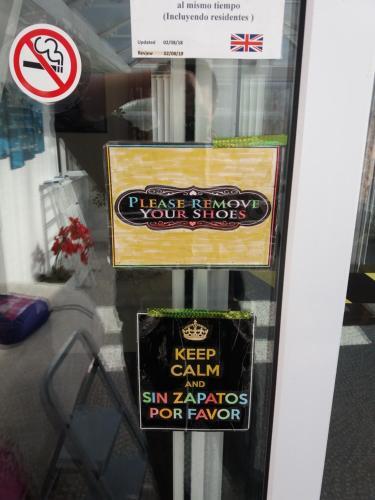 al mismo tiempo
(Incluyendo residentes )
Updated 02/08/18
Review 02/08/19
PLEASE REMOVE
YOUR SHOES
KEEP
CALM
AND
SIN ZAPATOS
POR FAVOR